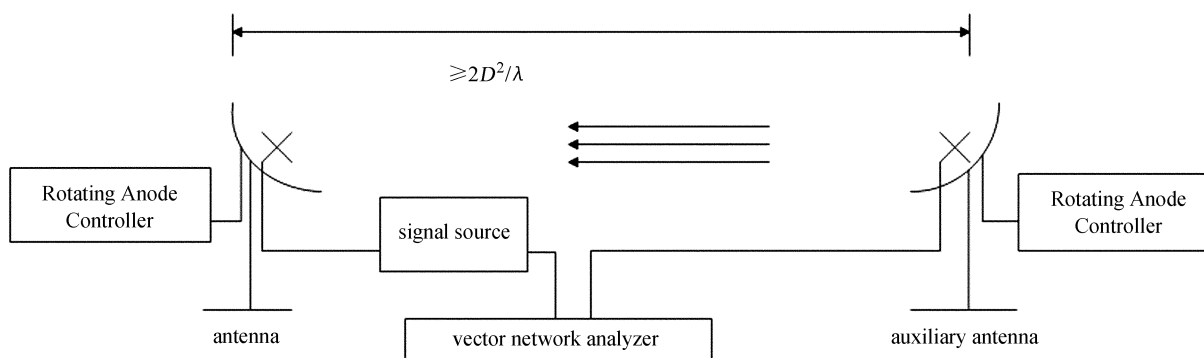 ≥2D²/λ
Rotating Anode
Controller
signal source
Rotating Anode
Controller
antenna
vector network analyzer
auxiliary antenna